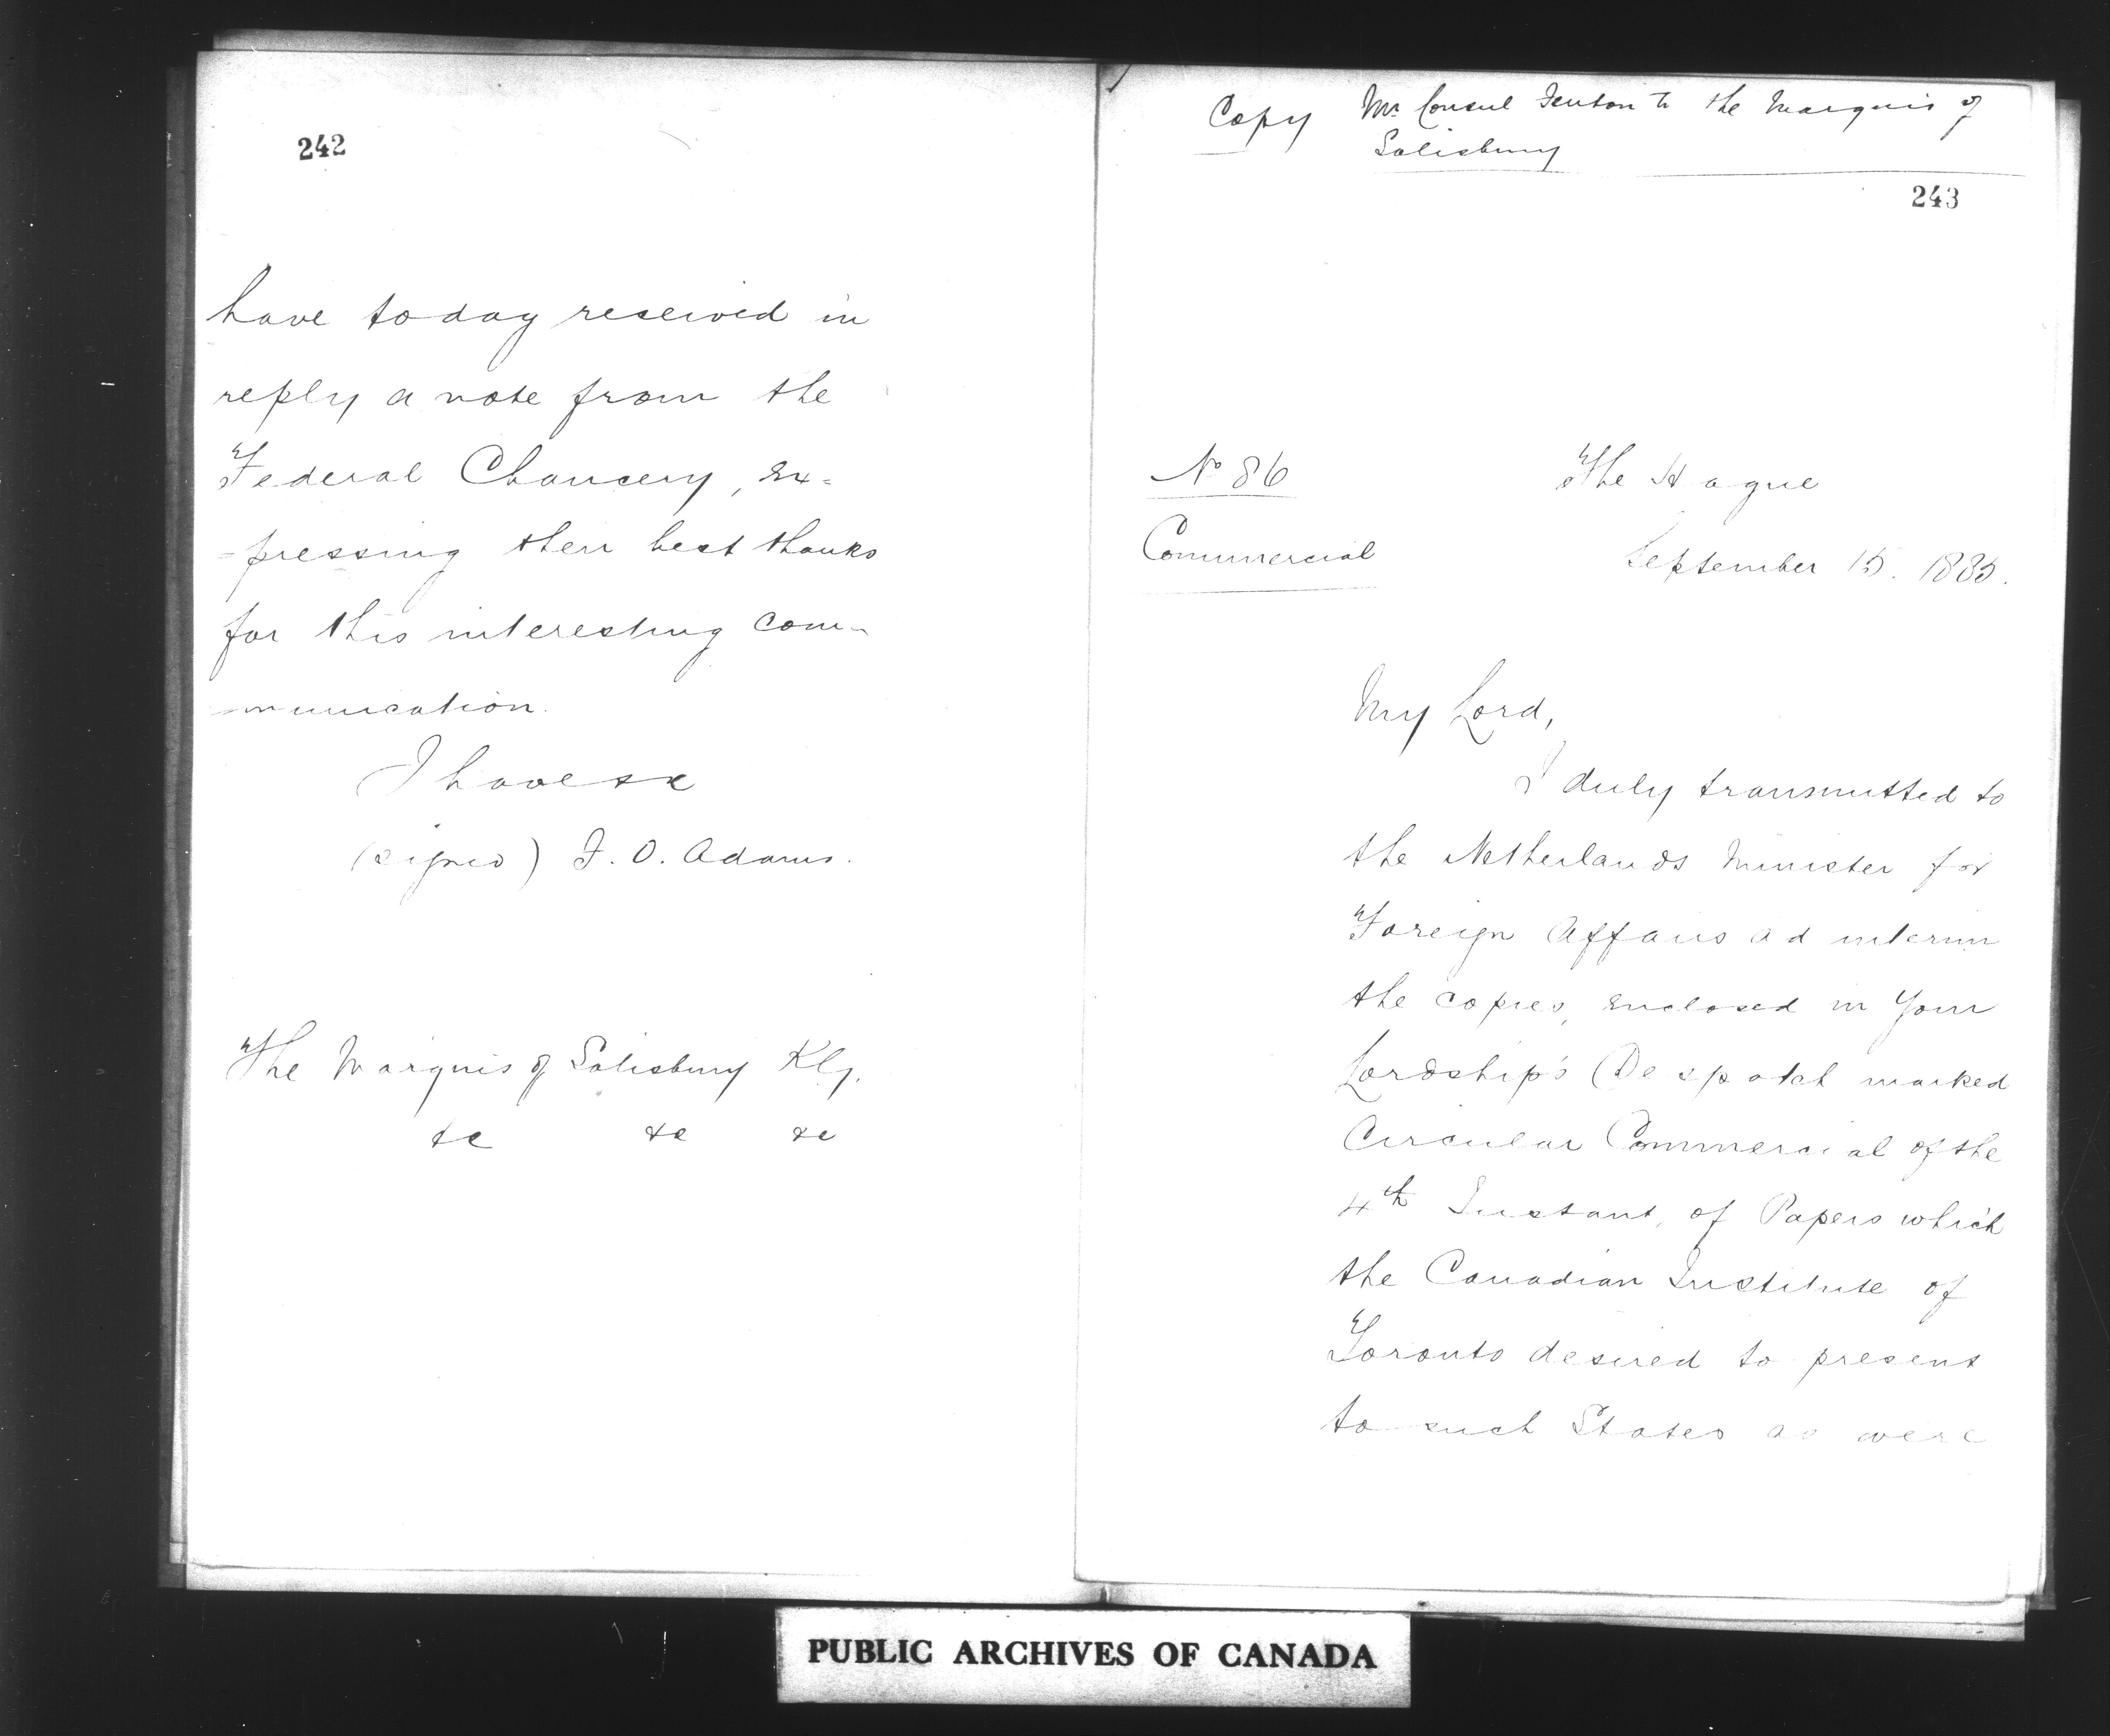 242
have today received in
reply a note from the
Federal Chancery, ex=
=pressing their best thanks
for this interesting com-
munication.
I have &c
(signed) F. O. Adams.
The Marquis of Salisbury K.G.
&c &c &c
Copy Mr Consul Fenton to the Marquis of
Salisbury
243
No 86
Commercial
The Hague
September 15. 1885.
My Lord,
I duly transmitted to
the Netherlands Minister for
Foreign Affairs ad interim
the copies, enclosed in Your
Lordship's Despatch marked
Circular Commercial of the
4th Instant, of Papers which
the Canadian Institute of
Toronto desired to present
to such States as were
PUBLIC ARCHIVES OF CANADA